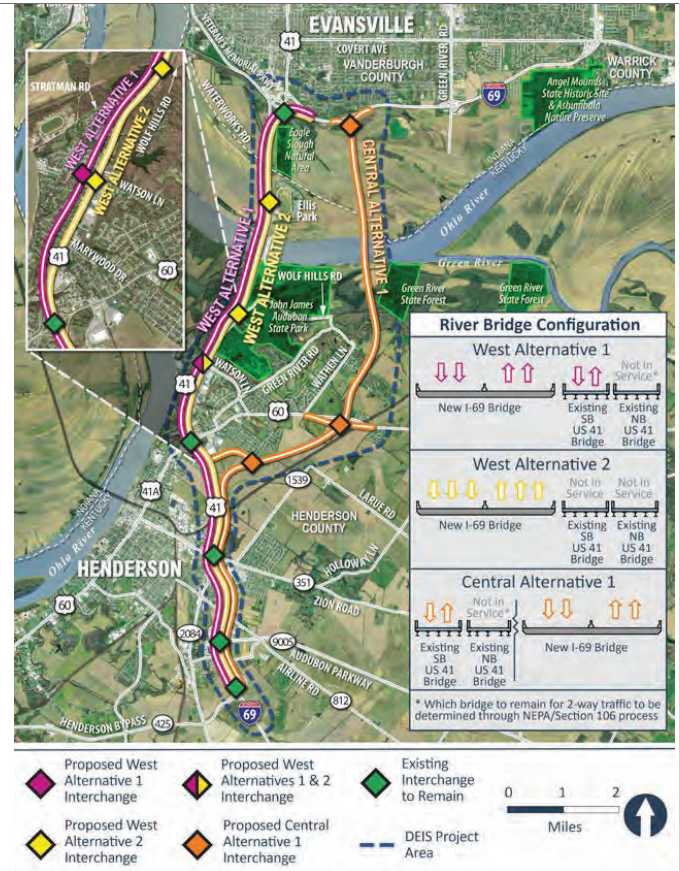 EVANSVILLE
41
COVERT AVE
VANDERBURGH
COUNTY
VETERAN'S MEMORIAL PKWY
GREEN RIVER RD
WARRICK
COUNTY
69
Angel Mounds
State Historic Site
& Ashumbala
Nature Preserve
WATERWORKS RD
Eagle
Slough
Natural
Area
CENTRAL ALTERNATIVE 1
INDIANA
KENTUCKY
Ohio River
Ellis
Park
WEST ALTERNATIVE 1
WEST ALTERNATIVE 2
Green River
WOLF HILLS RD
John James
Audubon
State Park
Green River
State Forest
Green River
State Forest
STRATMAN RD
WEST ALTERNATIVE 1
WEST ALTERNATIVE 2
WOLF HILLS RD
WATSON LN
MARYWOOD DR
41
60
41
WATSON LN
GREEN RIVER RD
WATHEN LN
60
41A
41
1539
LARUE RD
HENDERSON
COUNTY
HOLLOWAY LN
INDIANA
KENTUCKY
Ohio River
HENDERSON
351
ZION ROAD
60
2084
9005
AUDUBON PARKWAY
AIRLINE RD
812
HENDERSON BYPASS
425
69
River Bridge Configuration
West Alternative 1
Not in
Service*
New I-69 Bridge
Existing
SB
US 41
Bridge
Existing
NB
US 41
Bridge
West Alternative 2
Not in
Service
Not in
Service
New I-69 Bridge
Existing
SB
US 41
Bridge
Existing
NB
US 41
Bridge
Central Alternative 1
Not in
Service*
Existing
SB
US 41
Bridge
Existing
NB
US 41
Bridge
New I-69 Bridge
* Which bridge to remain for 2-way traffic to be
determined through NEPA/Section 106 process
Proposed West
Alternative 1
Interchange
Proposed West
Alternatives 1 & 2
Interchange
Existing
Interchange
to Remain
Proposed West
Alternative 2
Interchange
Proposed Central
Alternative 1
Interchange
DEIS Project
Area
0 1 2
Miles